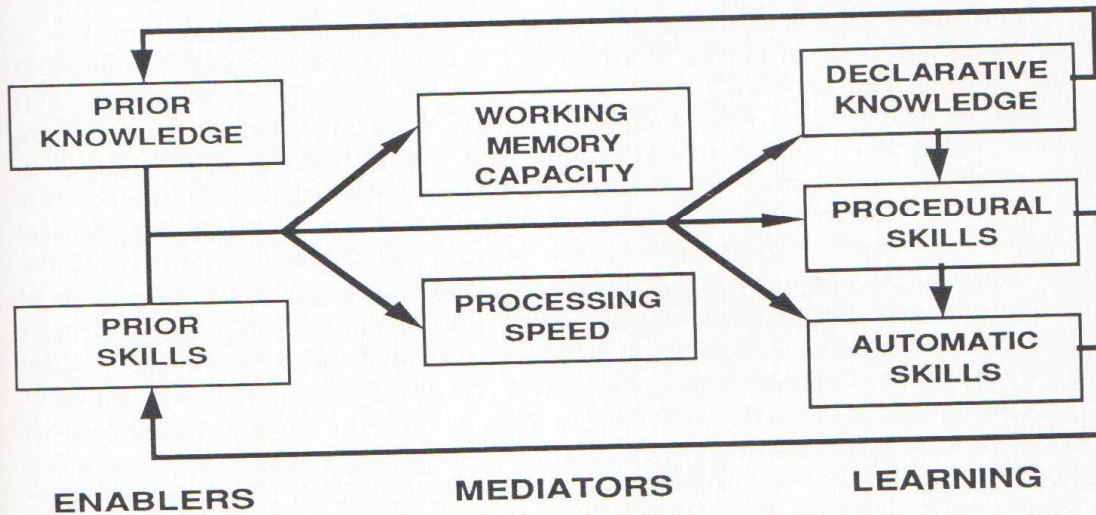 PRIOR
KNOWLEDGE
PRIOR
SKILLS
WORKING
MEMORY
CAPACITY
PROCESSING
SPEED
DECLARATIVE
KNOWLEDGE
PROCEDURAL
SKILLS
AUTOMATIC
SKILLS
ENABLERS
MEDIATORS
LEARNING